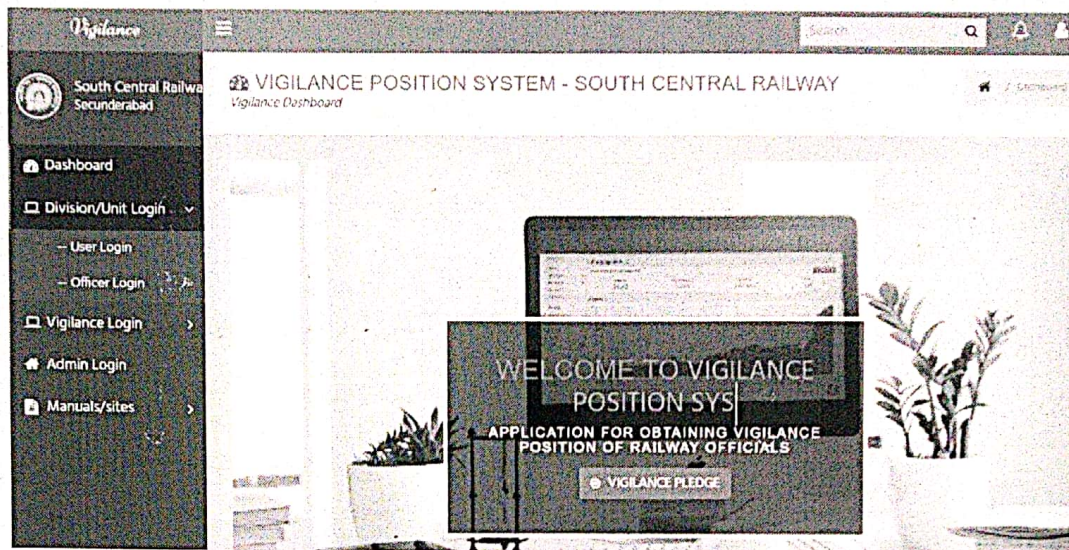 Vigilance
Search
South Central Railwa
Secunderabad
VIGILANCE POSITION SYSTEM - SOUTH CENTRAL RAILWAY
Vigilance Dashboard
/ Dashboard
Dashboard
Division/Unit Login
– User Login
– Officer Login
Vigilance Login
Admin Login
Manuals/sites
WELCOME TO VIGILANCE
POSITION SYS
APPLICATION FOR OBTAINING VIGILANCE
POSITION OF RAILWAY OFFICIALS
VIGILANCE PLEDGE